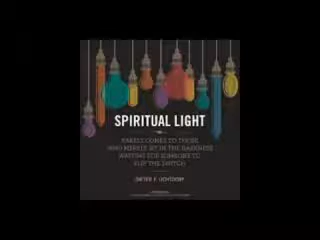 SPIRITUAL LIGHT
RARELY COMES TO THOSE
WHO MERELY SIT IN THE DARKNESS
WAITING FOR SOMEONE TO
FLIP THE SWITCH.
DIETER F. UCHTDORF